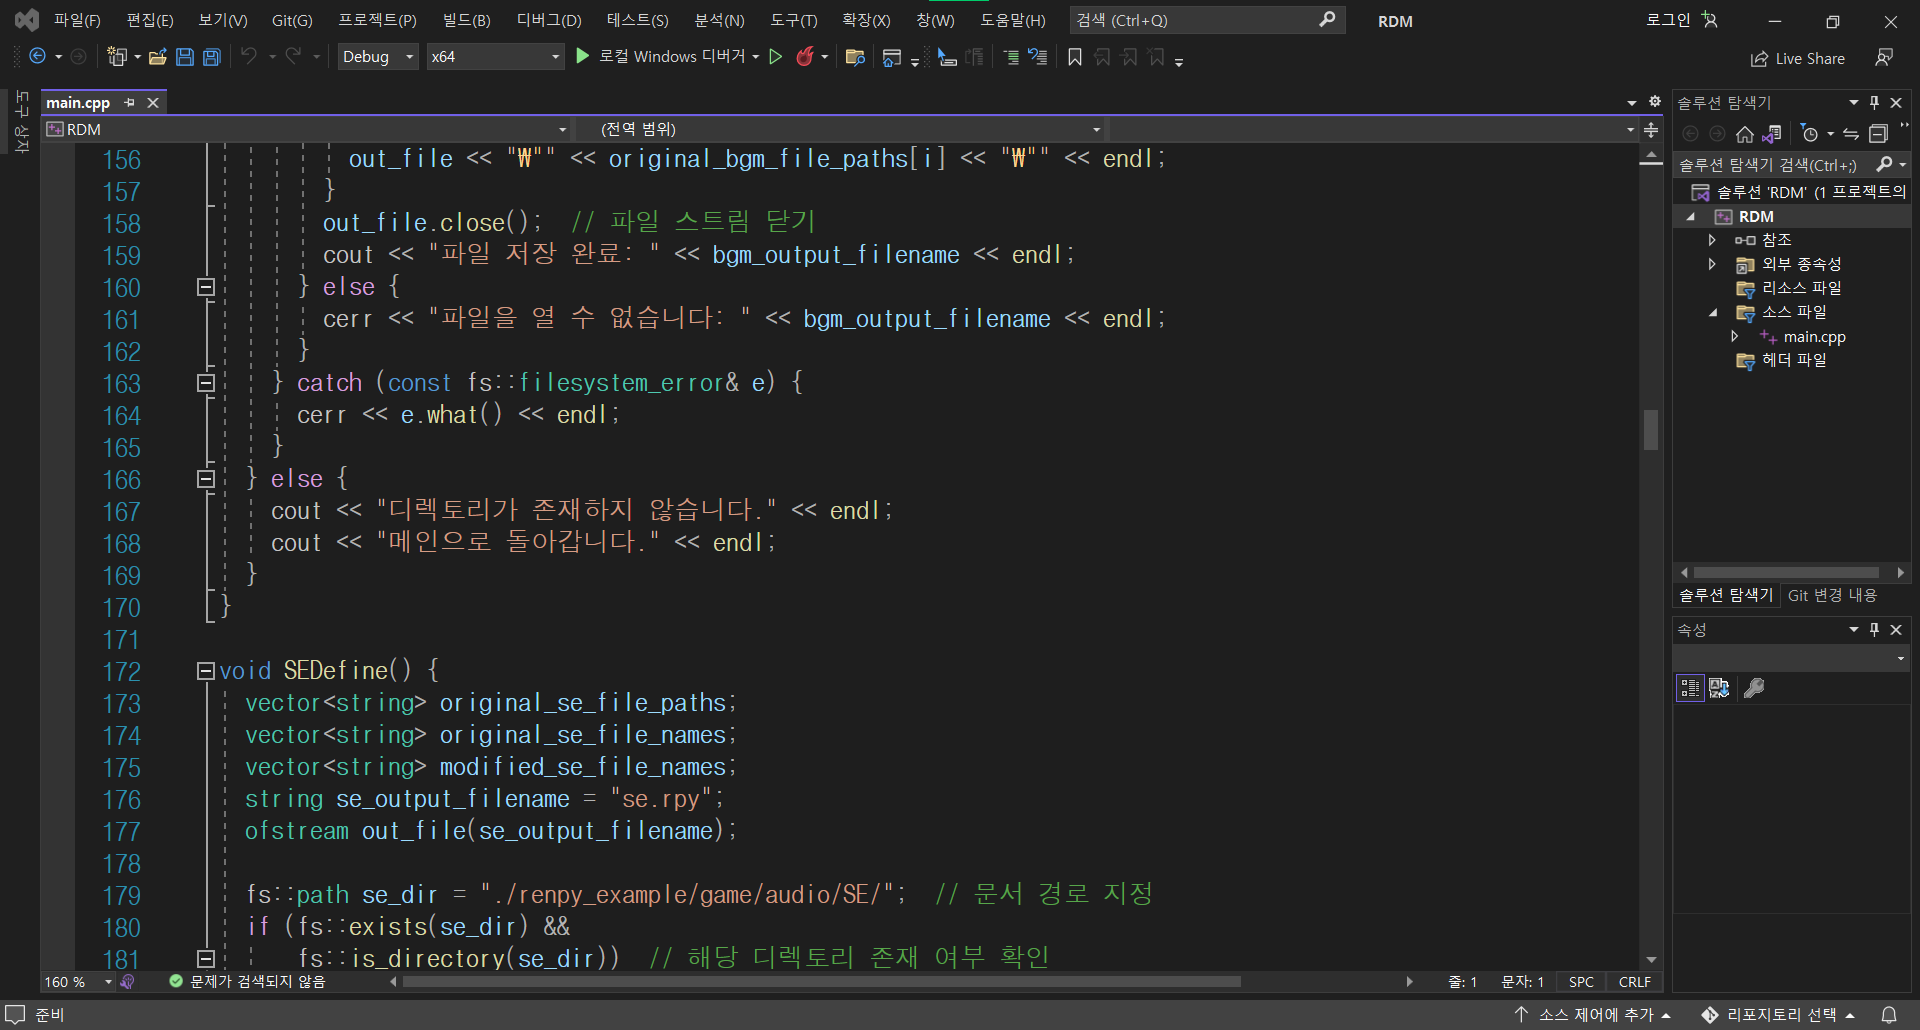 파일(F) 편집(E) 보기(V) Git(G) 프로젝트(P) 빌드(B) 디버그(D) 테스트(S) 분석(N) 도구(T) 확장(X) 창(W) 도움말(H) 검색 (Ctrl+Q) RDM 로그인
Debug x64 로컬 Windows 디버거 Live Share
도구 상자
main.cpp
RDM (전역 범위)
156 out_file << "₩"" << original_bgm_file_paths[i] << "₩"" << endl;
157 }
158 out_file.close();  // 파일 스트림 닫기
159 cout << "파일 저장 완료: " << bgm_output_filename << endl;
160 } else {
161 cerr << "파일을 열 수 없습니다: " << bgm_output_filename << endl;
162 }
163 } catch (const fs::filesystem_error& e) {
164 cerr << e.what() << endl;
165 }
166 } else {
167 cout << "디렉토리가 존재하지 않습니다." << endl;
168 cout << "메인으로 돌아갑니다." << endl;
169 }
170 }
171
172 void SEDefine() {
173 vector<string> original_se_file_paths;
174 vector<string> original_se_file_names;
175 vector<string> modified_se_file_names;
176 string se_output_filename = "se.rpy";
177 ofstream out_file(se_output_filename);
178
179 fs::path se_dir = "./renpy_example/game/audio/SE/";  // 문서 경로 지정
180 if (fs::exists(se_dir) &&
181 fs::is_directory(se_dir))  // 해당 디렉토리 존재 여부 확인
160 % 문제가 검색되지 않음 줄: 1 문자: 1 SPC CRLF
솔루션 탐색기
솔루션 탐색기 검색(Ctrl+;)
솔루션 'RDM' (1 프로젝트의
RDM
참조
외부 종속성
리소스 파일
소스 파일
main.cpp
헤더 파일
솔루션 탐색기 Git 변경 내용
속성
준비 소스 제어에 추가 리포지토리 선택